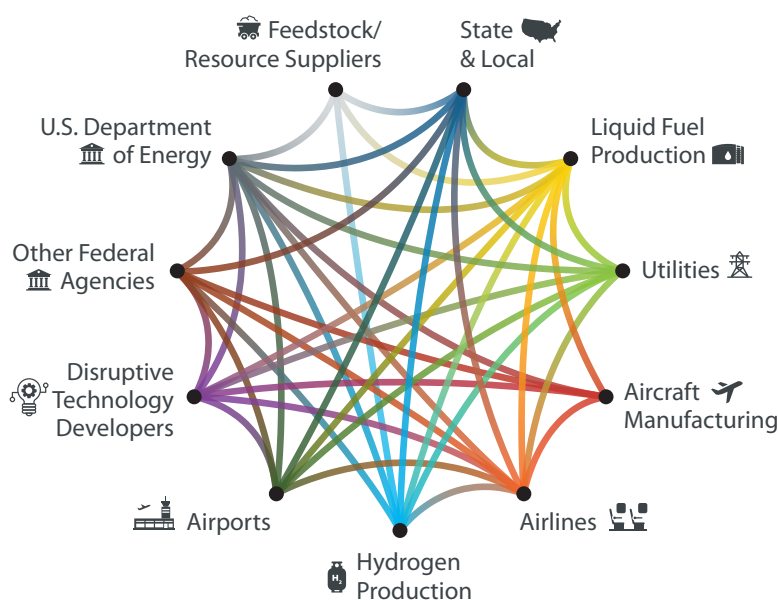 Feedstock/
Resource Suppliers
State
& Local
U.S. Department
of Energy
Liquid Fuel
Production
Other Federal
Agencies
Utilities
Disruptive
Technology
Developers
Aircraft
Manufacturing
Airports
Airlines
Hydrogen
Production
H2